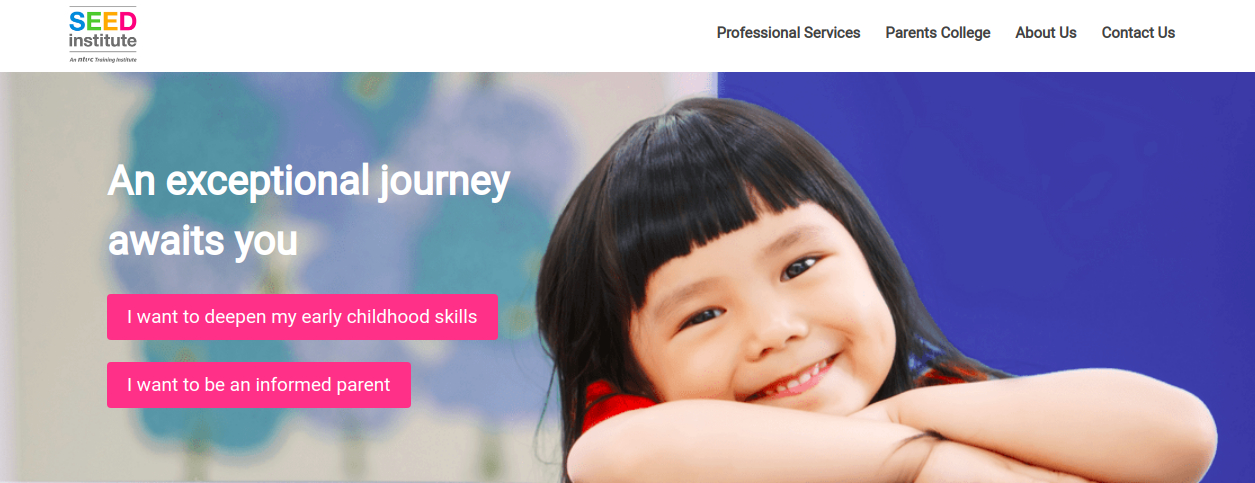 SEED
institute
An ntuc Training Institute
Professional Services
Parents College
About Us
Contact Us
An exceptional journey
awaits you
I want to deepen my early childhood skills
I want to be an informed parent